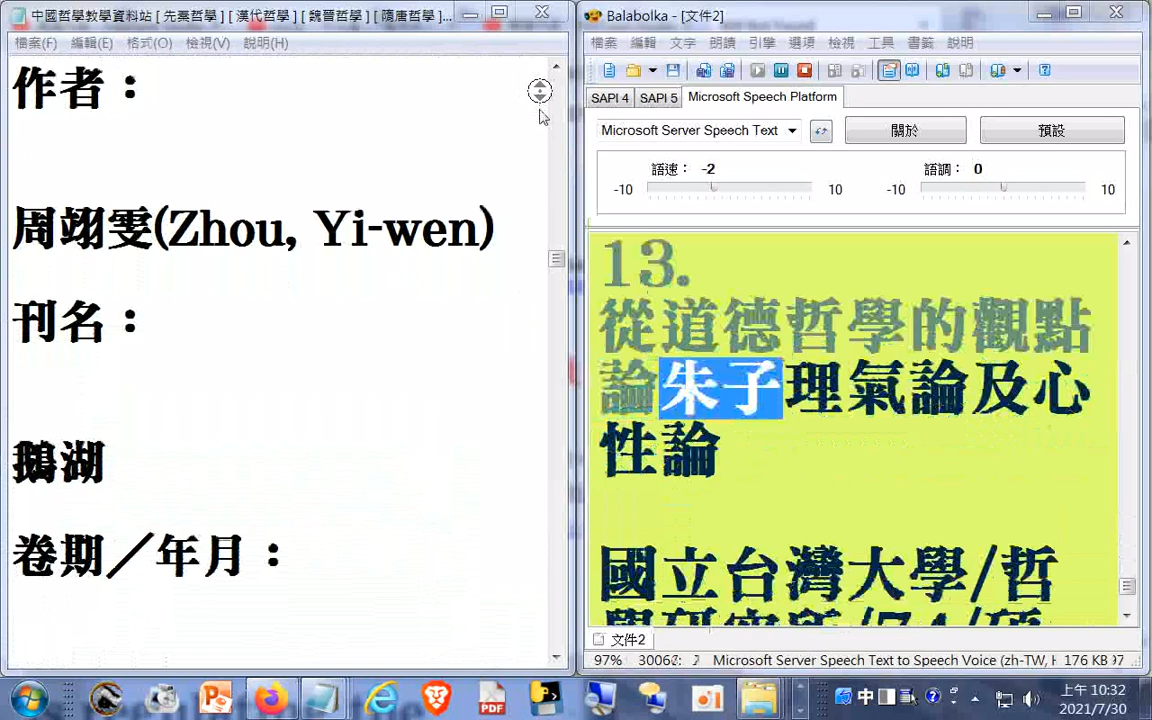 中國哲學教學資料站 [ 先秦哲學 ] [ 漢代哲學 ] [ 魏晉哲學 ] [ 隋唐哲學 ]...
檔案(F) 編輯(E) 格式(O) 檢視(V) 說明(H)
作者：
周翊雯(Zhou, Yi-wen)
刊名：
鵝湖
卷期／年月：
Balabolka - [文件2]
檔案 編輯 文字 朗讀 引擎 選項 檢視 工具 書籤 說明
SAPI 4 SAPI 5 Microsoft Speech Platform
Microsoft Server Speech Text 關於 預設
語速： -2 語調： 0
-10 10 -10 10
13.
從道德哲學的觀點
論朱子理氣論及心
性論
國立台灣大學/哲
學研究所/74/碩
文件2
97% Microsoft Server Speech Text to Speech Voice (zh-TW, H 176 KB
中
上午 10:32
2021/7/30